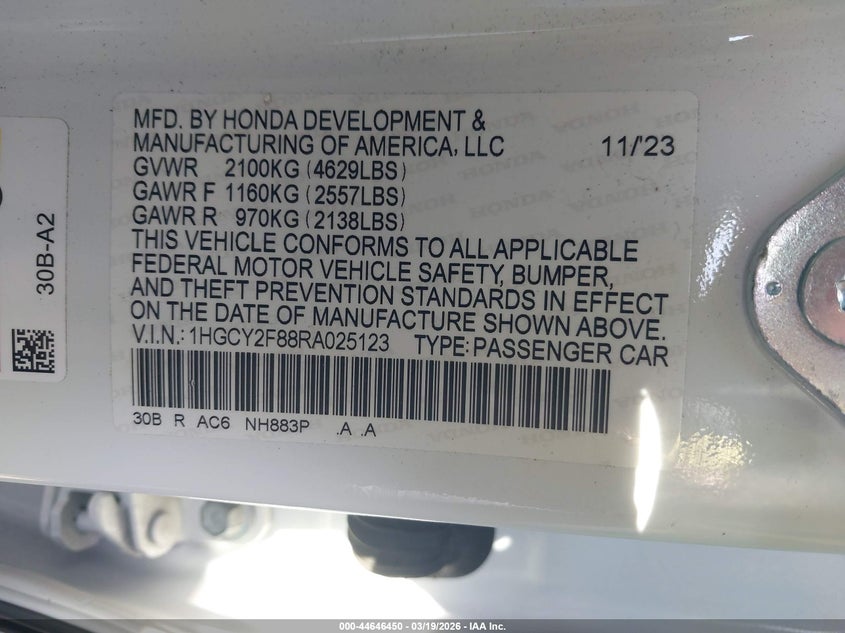 MFD. BY HONDA DEVELOPMENT &
MANUFACTURING OF AMERICA, LLC 11/'23
GVWR 2100KG (4629LBS)
GAWR F 1160KG (2557LBS)
GAWR R 970KG (2138LBS)
THIS VEHICLE CONFORMS TO ALL APPLICABLE
FEDERAL MOTOR VEHICLE SAFETY, BUMPER,
AND THEFT PREVENTION STANDARDS IN EFFECT
ON THE DATE OF MANUFACTURE SHOWN ABOVE.
V.I.N.: 1HGCY2F88RA025123 TYPE: PASSENGER CAR
30B R AC6 NH883P .A .A
30B-A2
000-44646450 - 03/19/2026 - IAA Inc.